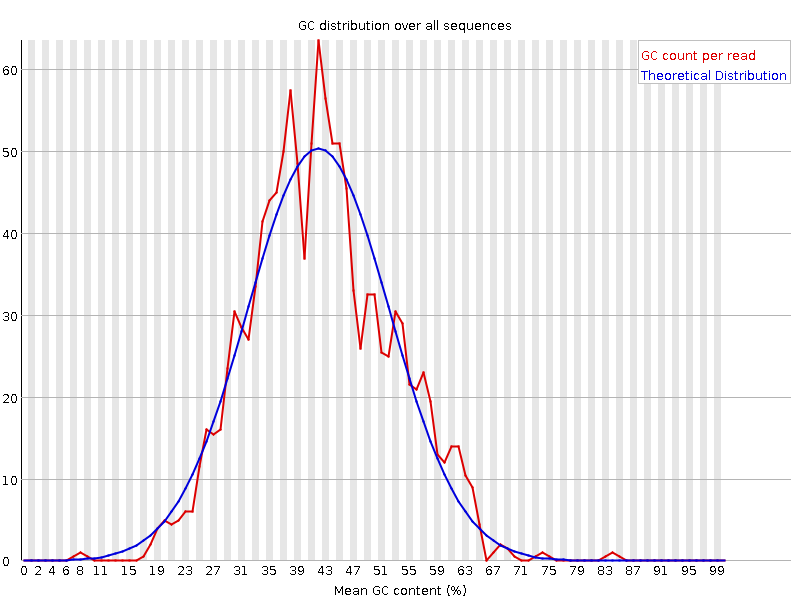 GC distribution over all sequences
GC count per read
Theoretical Distribution
60
50
40
30
20
10
0
0 2 4 6 8 11 15 19 23 27 31 35 39 43 47 51 55 59 63 67 71 75 79 83 87 91 95 99
Mean GC content (%)